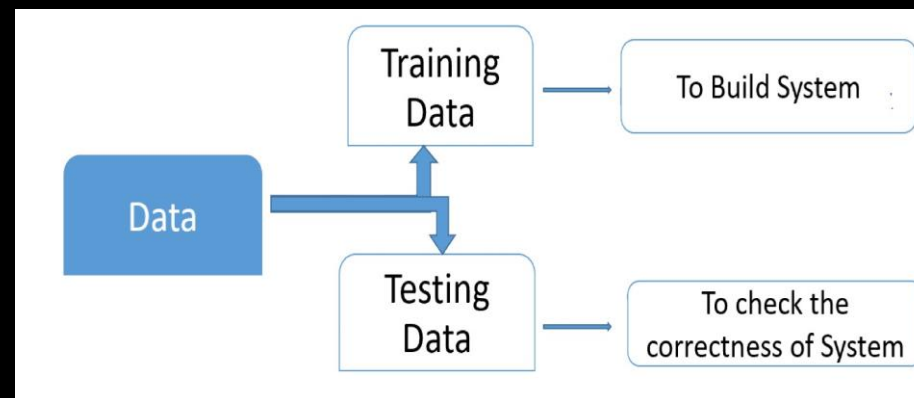 Training
Data
To Build System
Data
Testing
Data
To check the
correctness of System